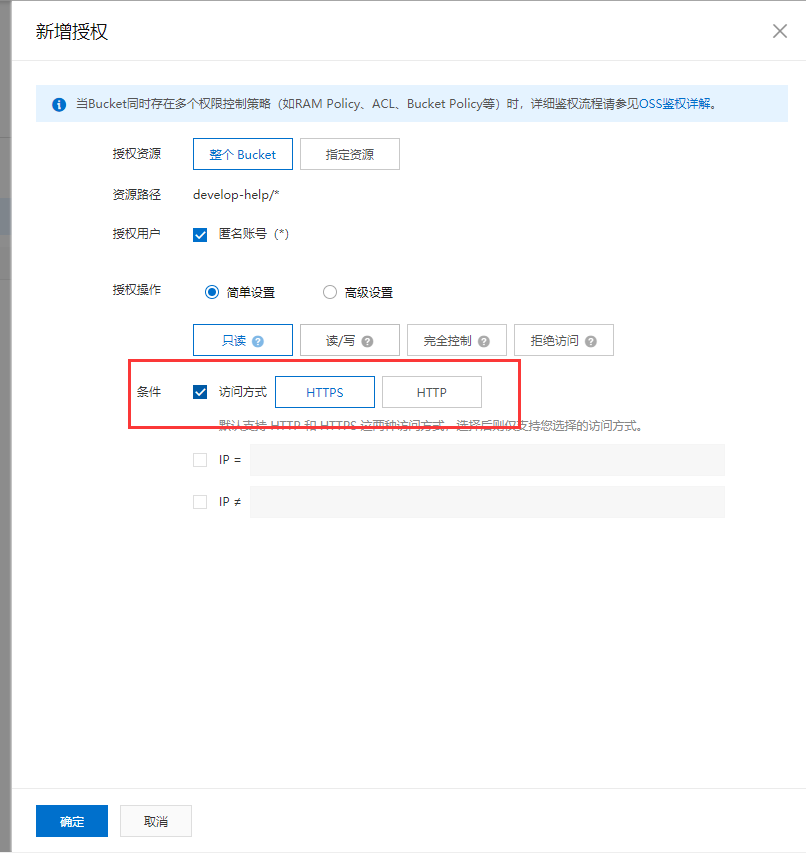 新增授权
当Bucket同时存在多个权限控制策略（如RAM Policy、ACL、Bucket Policy等）时，详细鉴权流程请参见OSS鉴权详解。
授权资源 整个 Bucket 指定资源
资源路径 develop-help/*
授权用户 匿名账号（*）
授权操作 简单设置 高级设置
只读 ? 读/写 ? 完全控制 ? 拒绝访问 ?
条件 访问方式 HTTPS HTTP
默认支持 HTTP 和 HTTPS 这两种访问方式，选择后则仅支持您选择的访问方式。
IP =
IP ≠
确定 取消